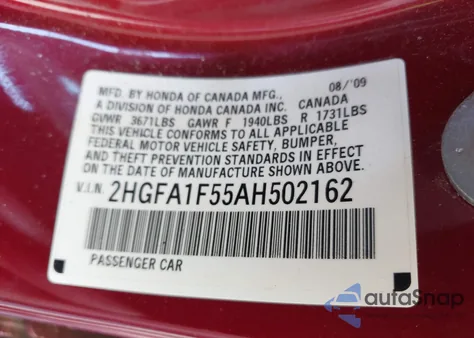 MFD. BY HONDA OF CANADA MFG., 08/'09
A DIVISION OF HONDA CANADA INC. CANADA
GVWR 3671LBS GAWR F 1940LBS R 1731LBS
THIS VEHICLE CONFORMS TO ALL APPLICABLE
FEDERAL MOTOR VEHICLE SAFETY, BUMPER,
AND THEFT PREVENTION STANDARDS IN EFFECT
ON THE DATE OF MANUFACTURE SHOWN ABOVE.
V.I.N. 2HGFA1F55AH502162
PASSENGER CAR
autaSnap